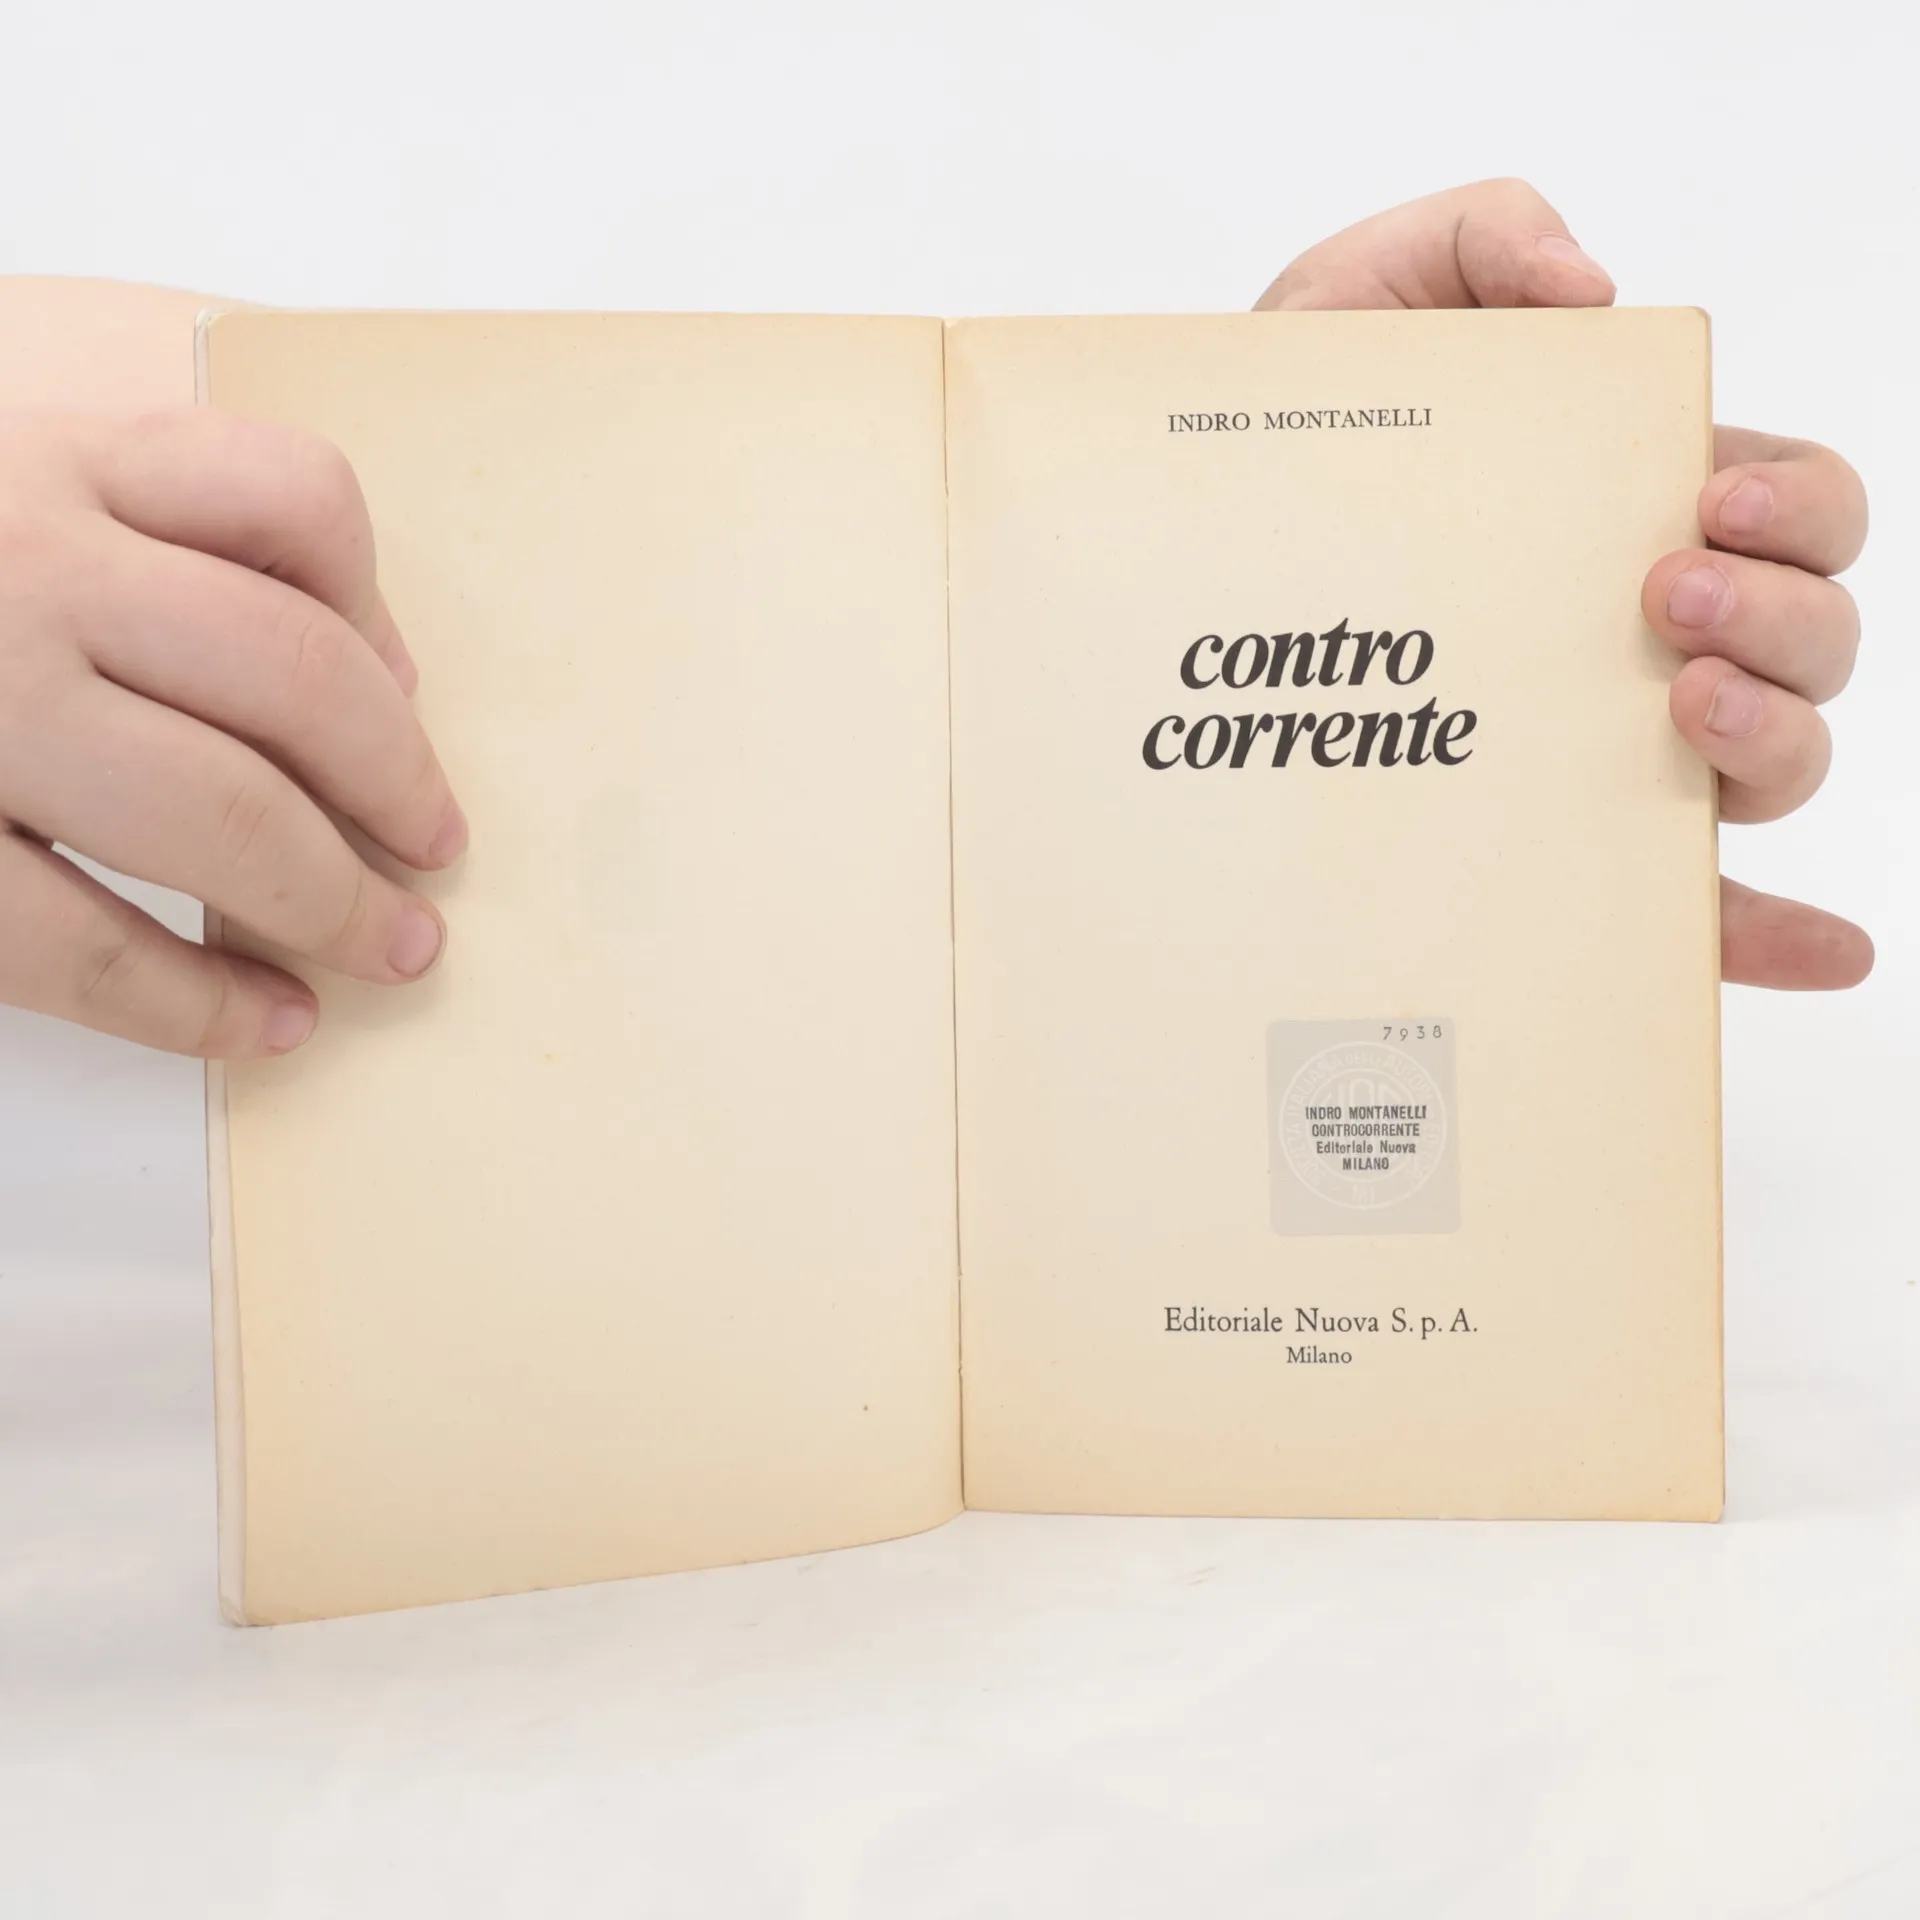 INDRO MONTANELLI
contro
corrente
7938
INDRO MONTANELLI
CONTROCORRENTE
Editoriale Nuova
MILANO
Editoriale Nuova S. p. A.
Milano